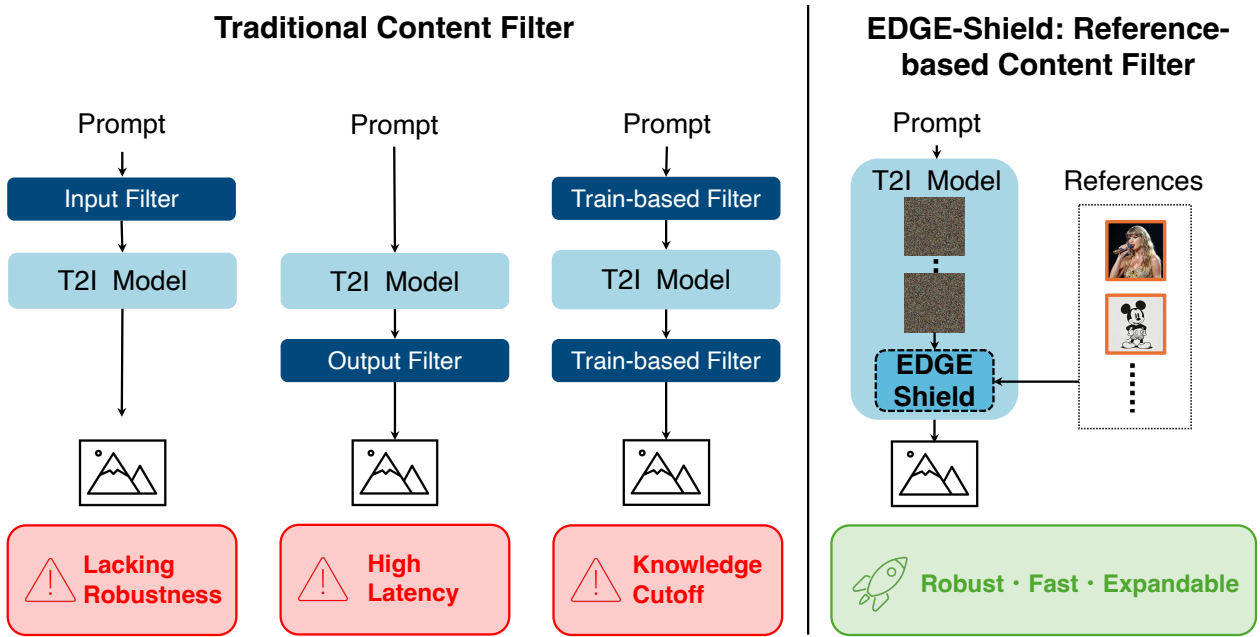 Traditional Content Filter
EDGE-Shield: Reference-
based Content Filter
Prompt
Input Filter
T2I Model
Lacking
Robustness
Prompt
T2I Model
Output Filter
High
Latency
Prompt
Train-based Filter
T2I Model
Train-based Filter
Knowledge
Cutoff
Prompt
T2I Model
EDGE
Shield
References
Robust · Fast · Expandable